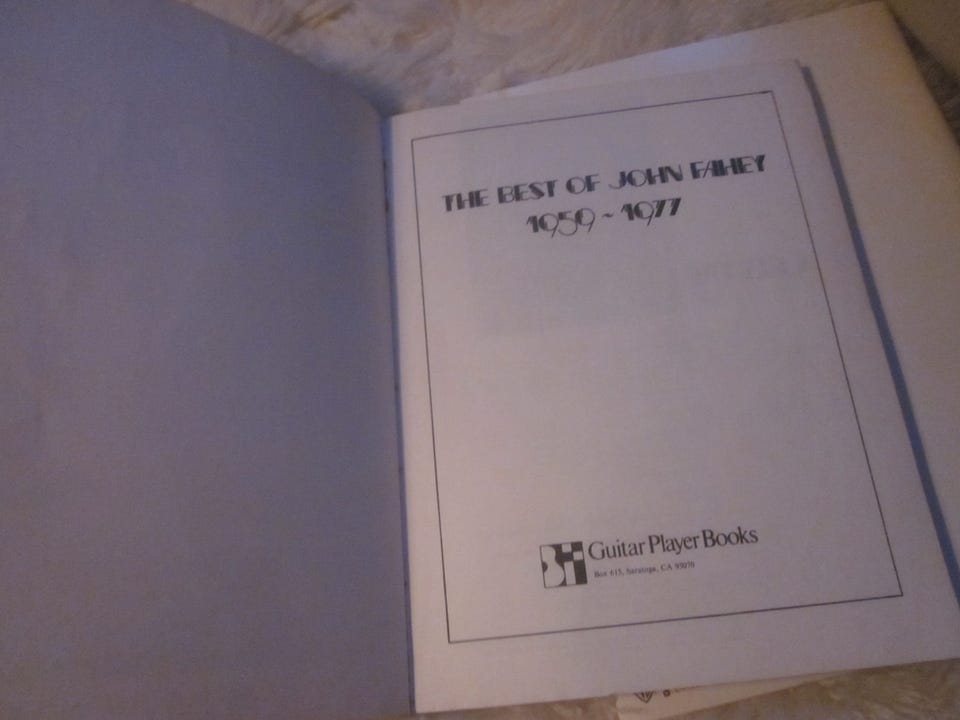 THE BEST OF JOHN FAHEY
1959 ~ 1977
Guitar Player Books
Box 615, Saratoga, CA 95070